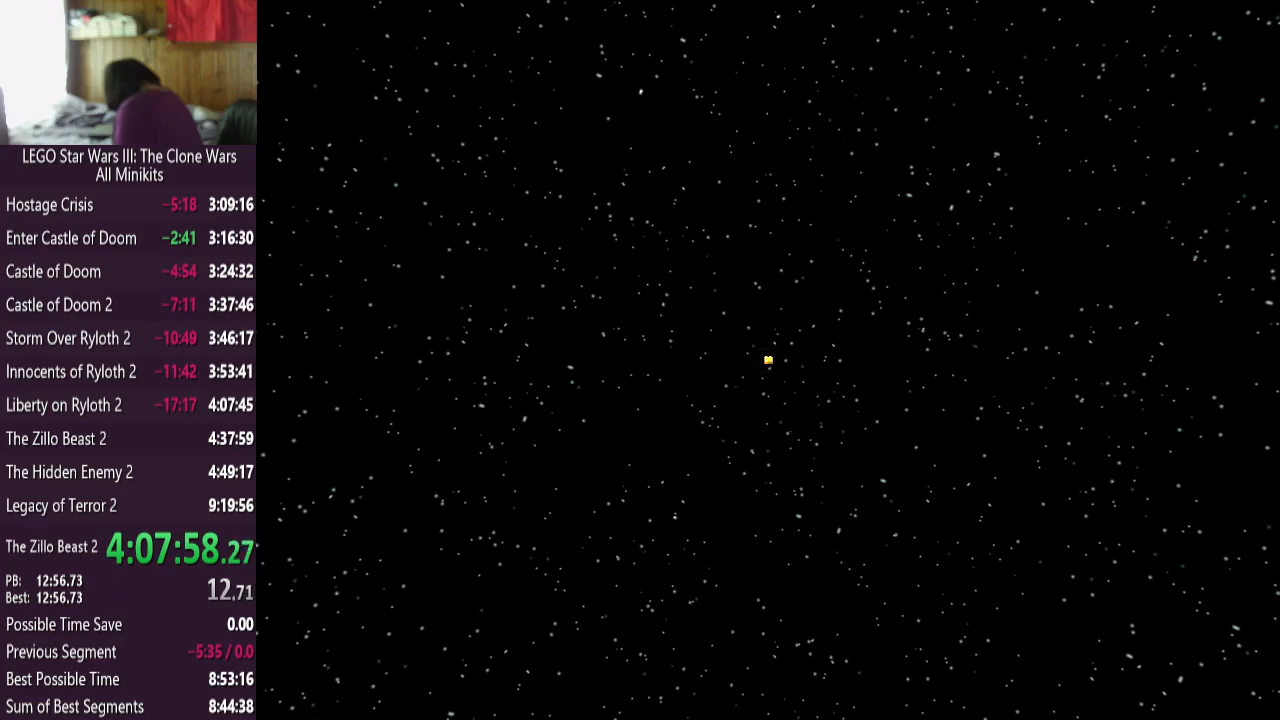 LEGO Star Wars III: The Clone Wars
All Minikits
Hostage Crisis −5:18 3:09:16
Enter Castle of Doom −2:41 3:16:30
Castle of Doom −4:54 3:24:32
Castle of Doom 2 −7:11 3:37:46
Storm Over Ryloth 2 −10:49 3:46:17
Innocents of Ryloth 2 −11:42 3:53:41
Liberty on Ryloth 2 −17:17 4:07:45
The Zillo Beast 2 4:37:59
The Hidden Enemy 2 4:49:17
Legacy of Terror 2 9:19:56
The Zillo Beast 2 4:07:58.27
PB: 12:56.73
Best: 12:56.73 12.71
Possible Time Save 0.00
Previous Segment −5:35 / 0.0
Best Possible Time 8:53:16
Sum of Best Segments 8:44:38